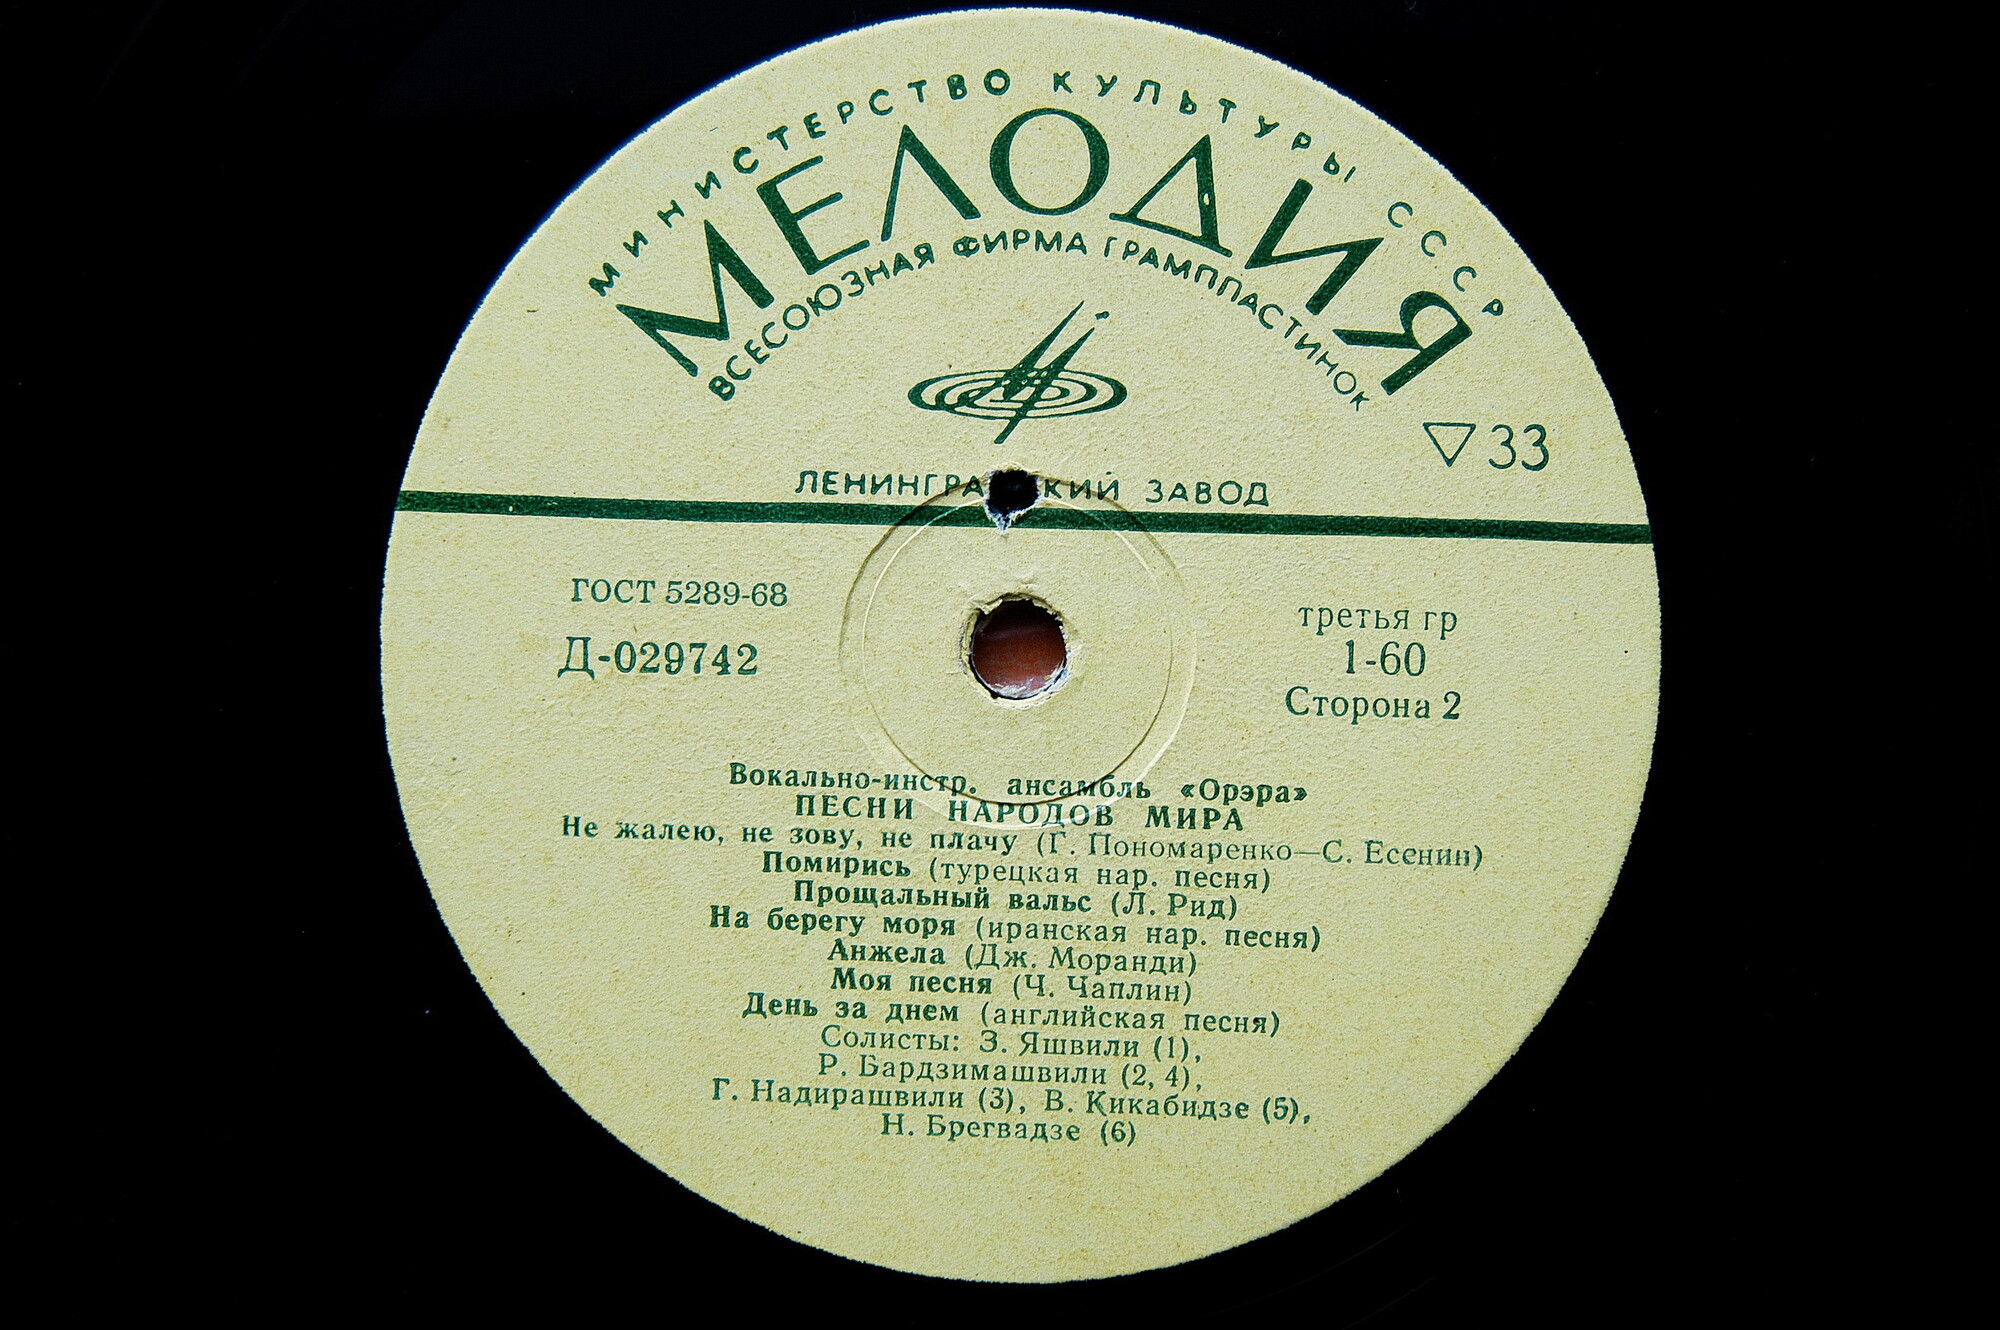 МИНИСТЕРСТВО КУЛЬТУРЫ СССР
МЕЛОДИЯ
ВСЕСОЮЗНАЯ ФИРМА ГРАМПЛАСТИНОК
▽33
ЗАВОД
ГОСТ 5289-68
Д-029742
третья гр
1-60
Сторона 2
Вокально-инстр. ансамбль «Орэра»
ПЕСНИ НАРОДОВ МИРА
Не жалею, не зову, не плачу (Г. Пономаренко—С. Есенин)
Помирись (турецкая нар. песня)
Прощальный вальс (Л. Рид)
На берегу моря (иранская нар. песня)
Анжела (Дж. Моранди)
Моя песня (Ч. Чаплин)
День за днем (английская песня)
Солисты: З. Яшвили (1),
Р. Бардзимашвили (2, 4),
Г. Надирашвили (3), В. Кикабидзе (5),
Н. Брегвадзе (6)